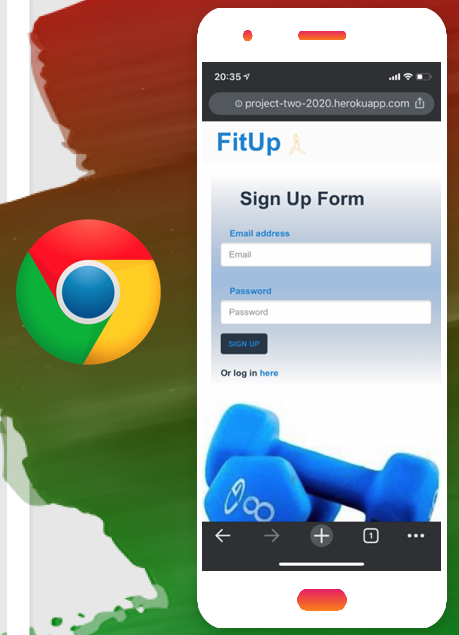 20:35
project-two-2020.herokuapp.com
FitUp
Sign Up Form
Email address
Email
Password
Password
SIGN UP
Or log in here
8
1